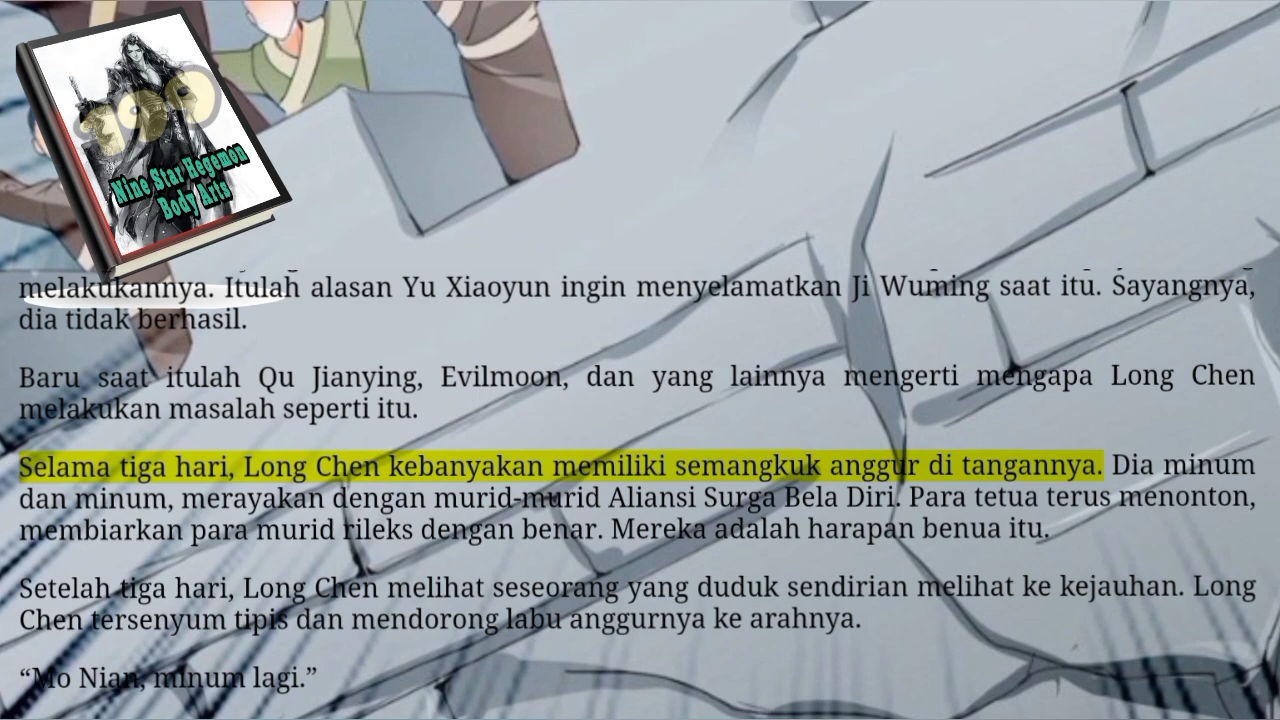 199
Nine Star Hegemon
Body Arts
melakukannya. Itulah alasan Yu Xiaoyun ingin menyelamatkan Ji Wuming saat itu. Sayangnya,
dia tidak berhasil.
Baru saat itulah Qu Jianying, Evilmoon, dan yang lainnya mengerti mengapa Long Chen
melakukan masalah seperti itu.
Selama tiga hari, Long Chen kebanyakan memiliki semangkuk anggur di tangannya. Dia minum
dan minum, merayakan dengan murid-murid Aliansi Surga Bela Diri. Para tetua terus menonton,
membiarkan para murid rileks dengan benar. Mereka adalah harapan benua itu.
Setelah tiga hari, Long Chen melihat seseorang yang duduk sendirian melihat ke kejauhan. Long
Chen tersenyum tipis dan mendorong labu anggurnya ke arahnya.
“Mo Nian, minum lagi.”